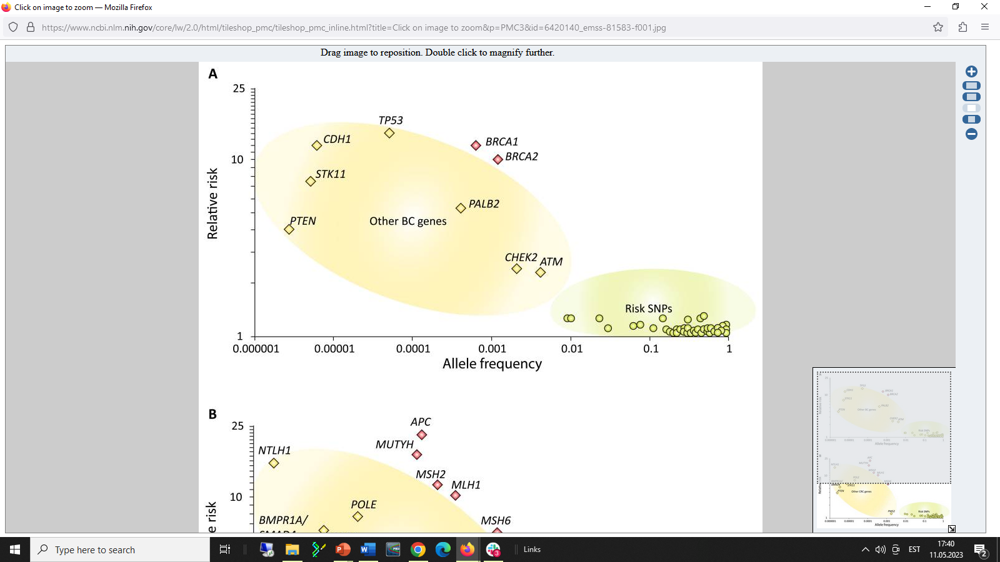 Click on image to zoom — Mozilla Firefox
https://www.ncbi.nlm.nih.gov/core/lw/2.0/html/tileshop_pmc/tileshop_pmc_inline.html?title=Click on image to zoom&p=PMC3&id=6420140_emss-81583-f001.jpg
Drag image to reposition. Double click to magnify further.
A
25
TP53
CDH1
BRCA1
BRCA2
10
STK11
Relative risk
PALB2
PTEN
Other BC genes
CHEK2
ATM
Risk SNPs
1
0.000001
0.00001
0.0001
0.001
0.01
0.1
1
Allele frequency
B
25
APC
MUTYH
NTLH1
MSH2
MLH1
10
POLE
e risk
BMPR1A/
SMAD4
MSH6
Type here to search
Links
EST
17:40
11.05.2023
2
3